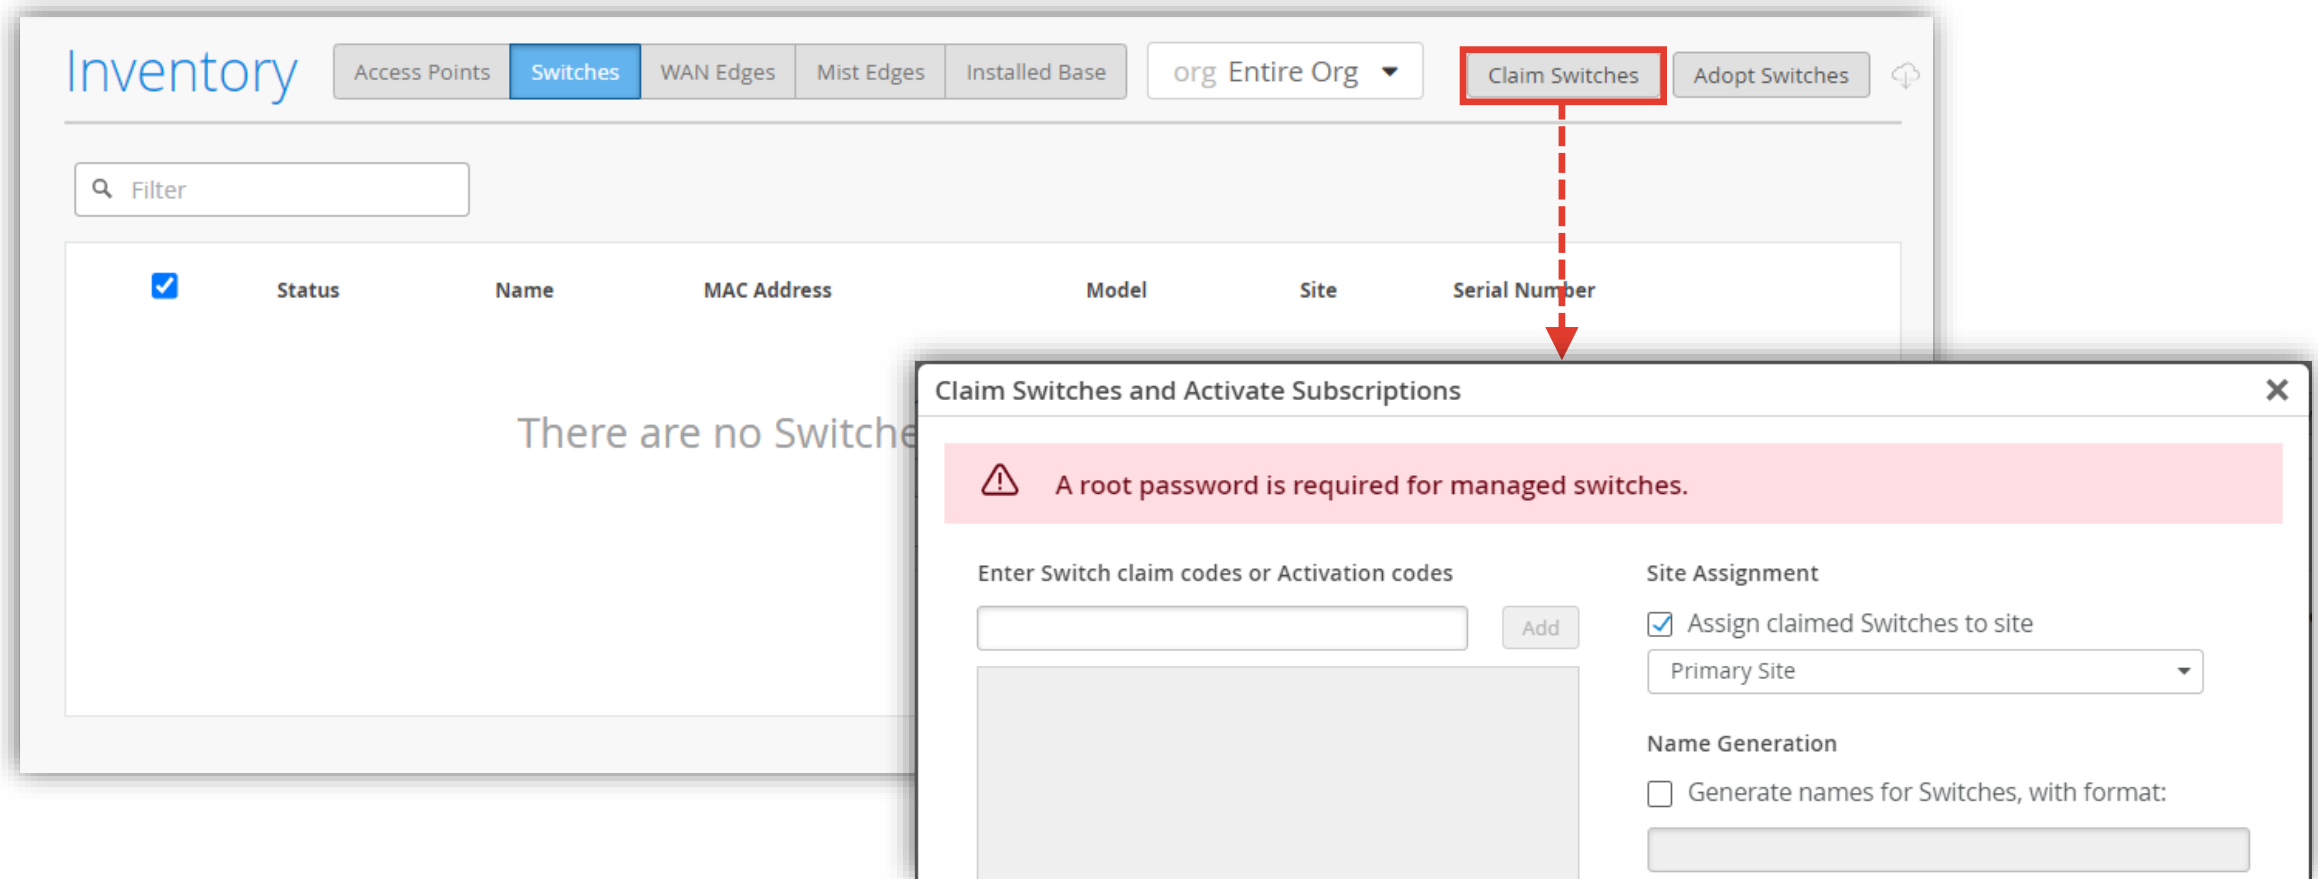 Inventory
Access Points
Switches
WAN Edges
Mist Edges
Installed Base
org Entire Org
Claim Switches
Adopt Switches
Filter
Status
Name
MAC Address
Model
Site
Serial Number
There are no Switche
Claim Switches and Activate Subscriptions
A root password is required for managed switches.
Enter Switch claim codes or Activation codes
Add
Site Assignment
Assign claimed Switches to site
Primary Site
Name Generation
Generate names for Switches, with format: